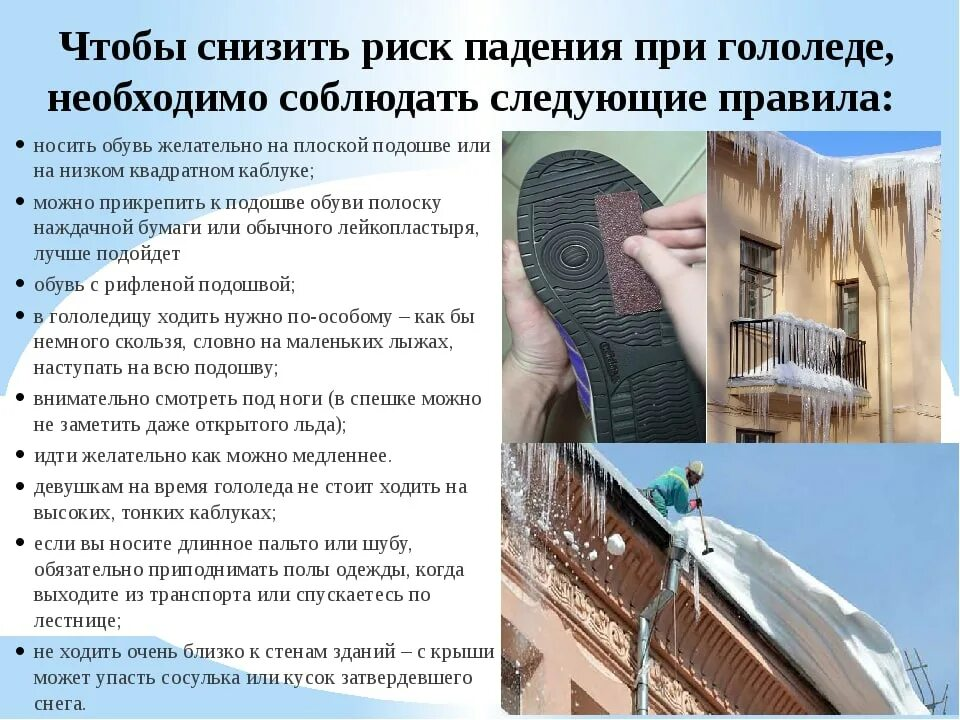 Чтобы снизить риск падения при гололеде,
необходимо соблюдать следующие правила:
• носить обувь желательно на плоской подошве или
на низком квадратном каблуке;
• можно прикрепить к подошве обуви полоску
наждачной бумаги или обычного лейкопластыря,
лучше подойдет
• обувь с рифленой подошвой;
• в гололедицу ходить нужно по-особому – как бы
немного скользя, словно на маленьких лыжах,
наступать на всю подошву;
• внимательно смотреть под ноги (в спешке можно
не заметить даже открытого льда);
• идти желательно как можно медленнее.
• девушкам на время гололеда не стоит ходить на
высоких, тонких каблуках;
• если вы носите длинное пальто или шубу,
обязательно приподнимать полы одежды, когда
выходите из транспорта или спускаетесь по
лестнице;
• не ходить очень близко к стенам зданий – с крыши
может упасть сосулька или кусок затвердевшего
снега.